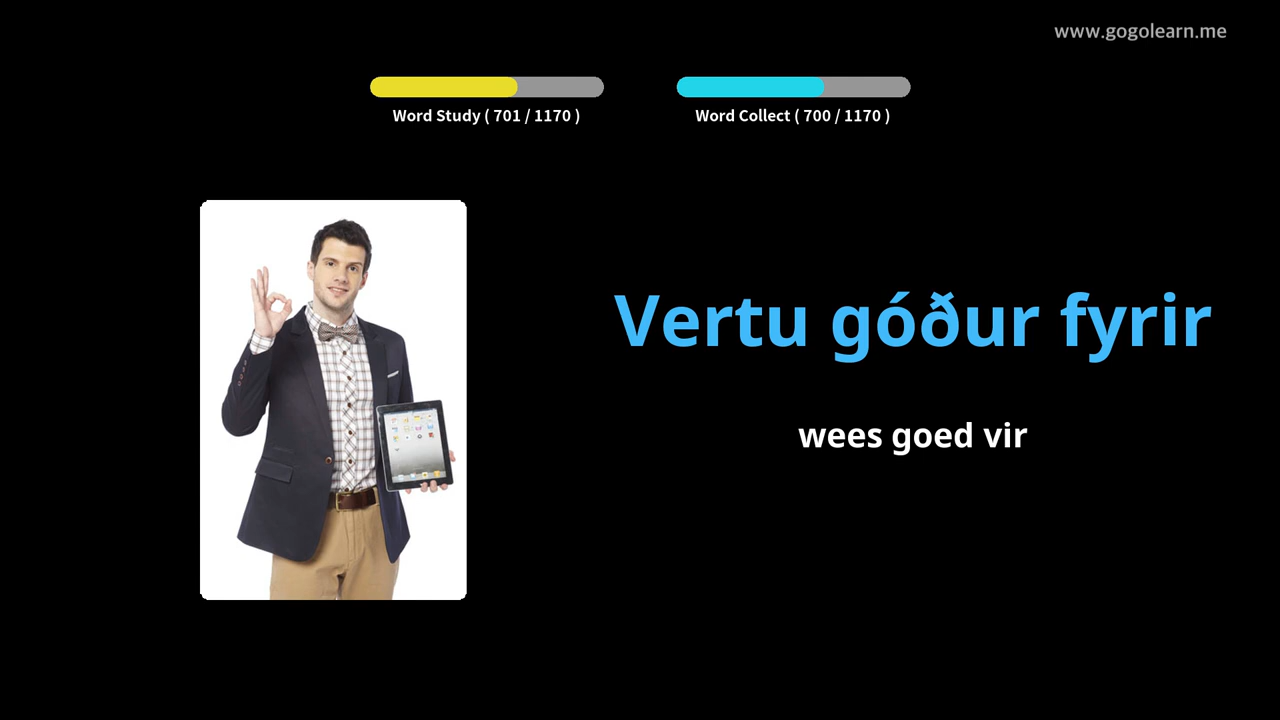 www.gogolearn.me
Word Study ( 701 / 1170 )
Word Collect ( 700 / 1170 )
Vertu góður fyrir
wees goed vir